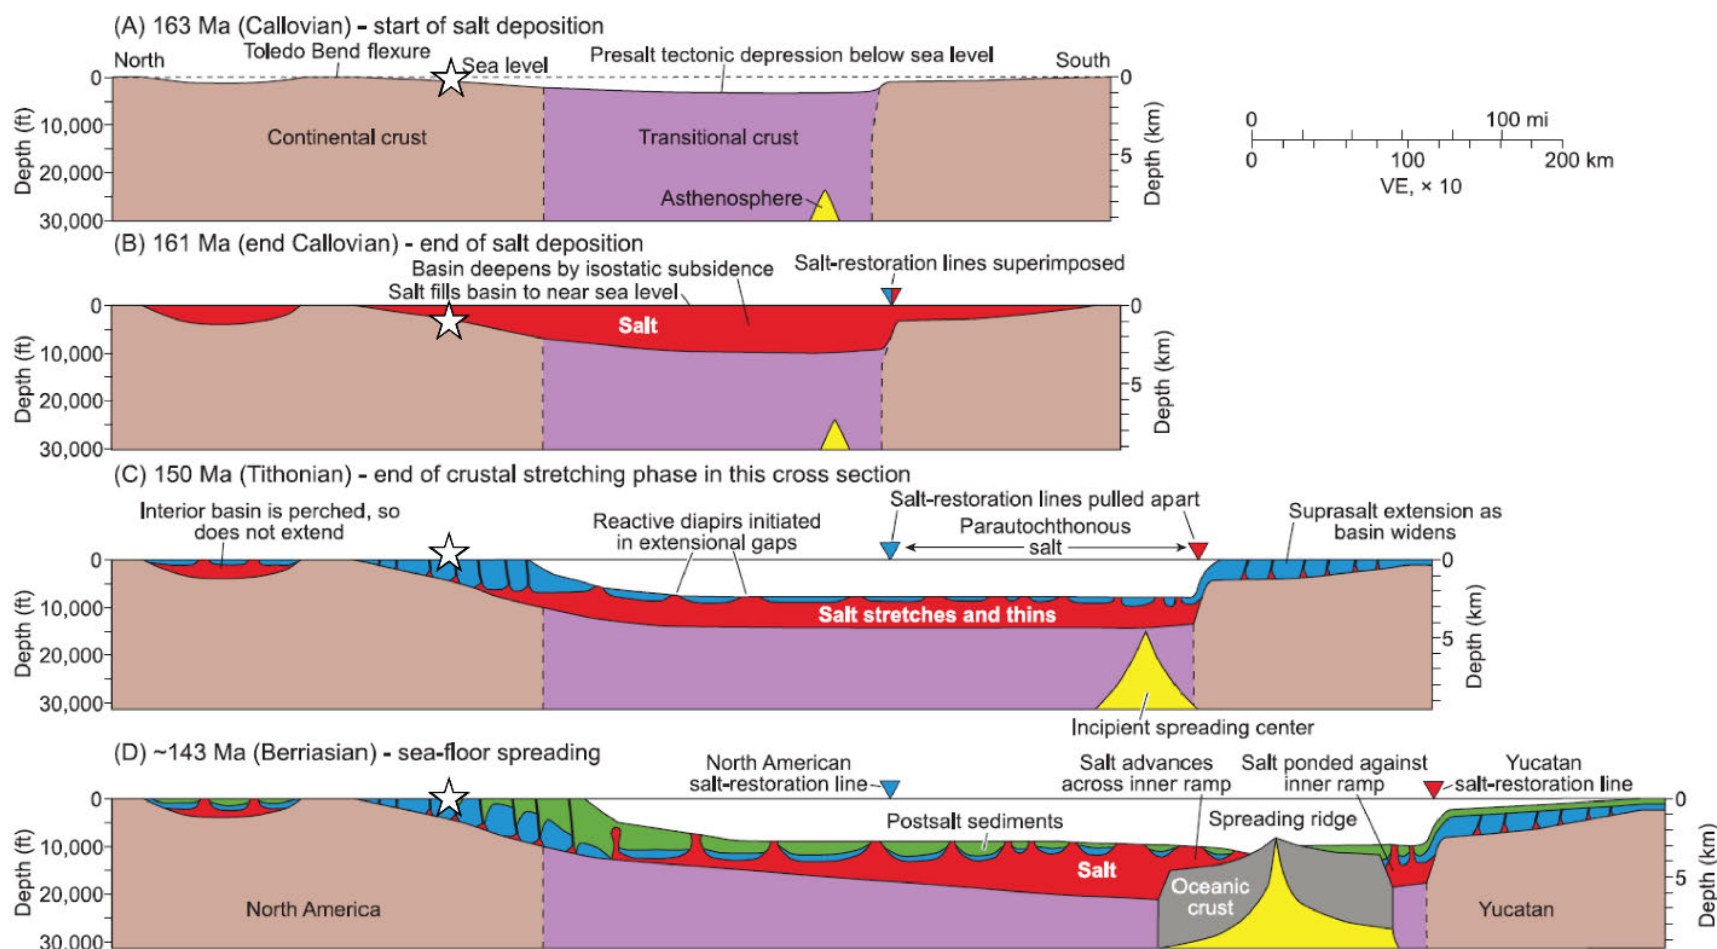 (A) 163 Ma (Callovian) - start of salt deposition
North
Toledo Bend flexure
Sea level
Presalt tectonic depression below sea level
South
0
10,000
20,000
30,000
Depth (ft)
Continental crust
Transitional crust
Asthenosphere
0
5
Depth (km)
0
100 mi
0
100
200 km
VE, × 10
(B) 161 Ma (end Callovian) - end of salt deposition
Basin deepens by isostatic subsidence
Salt fills basin to near sea level
Salt-restoration lines superimposed
0
10,000
20,000
30,000
Depth (ft)
Salt
0
5
Depth (km)
(C) 150 Ma (Tithonian) - end of crustal stretching phase in this cross section
Interior basin is perched, so
does not extend
Reactive diapirs initiated
in extensional gaps
Salt-restoration lines pulled apart
Parautochthonous
salt
Suprasalt extension as
basin widens
0
10,000
20,000
30,000
Depth (ft)
Salt stretches and thins
0
5
Depth (km)
Incipient spreading center
(D) ~143 Ma (Berriasian) - sea-floor spreading
North American
salt-restoration line
Salt advances
across inner ramp
Salt ponded against
inner ramp
Yucatan
salt-restoration line
0
10,000
20,000
30,000
Depth (ft)
Postsalt sediments
Spreading ridge
Salt
Oceanic
crust
North America
Yucatan
0
5
Depth (km)